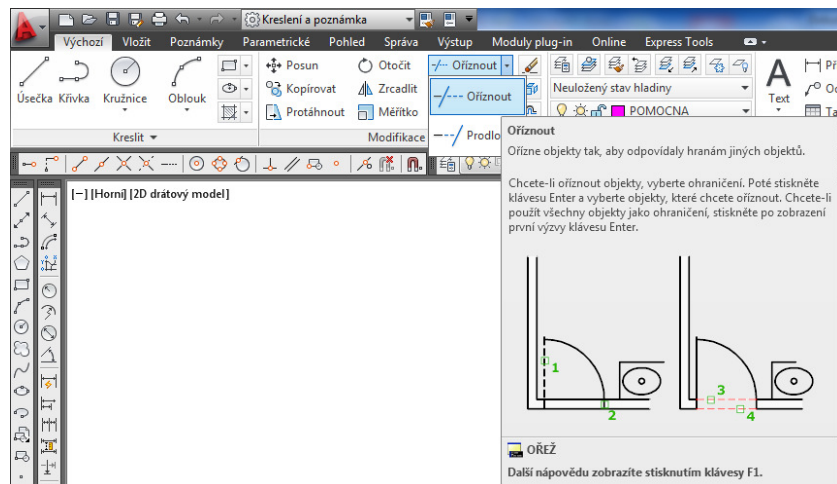 Kreslení a poznámka
Výchozí Vložit Poznámky Parametrické Pohled Správa Výstup Moduly plug-in Online Express Tools
Úsečka Křivka Kružnice Oblouk
Kreslit
Posun Otočit Oříznout
Kopírovat Zrcadlit
Protáhnout Měřítko
Modifikace
Oříznout
Neuložený stav hladiny
POMOCNA
Text
[−] [Horní] [2D drátový model]
Oříznout
Ořízne objekty tak, aby odpovídaly hranám jiných objektů.
Chcete-li oříznout objekty, vyberte ohraničení. Poté stiskněte
klávesu Enter a vyberte objekty, které chcete oříznout. Chcete-li
použít všechny objekty jako ohraničení, stiskněte po zobrazení
první výzvy klávesu Enter.
1
2
3
4
OŘEŽ
Další nápovědu zobrazíte stisknutím klávesy F1.